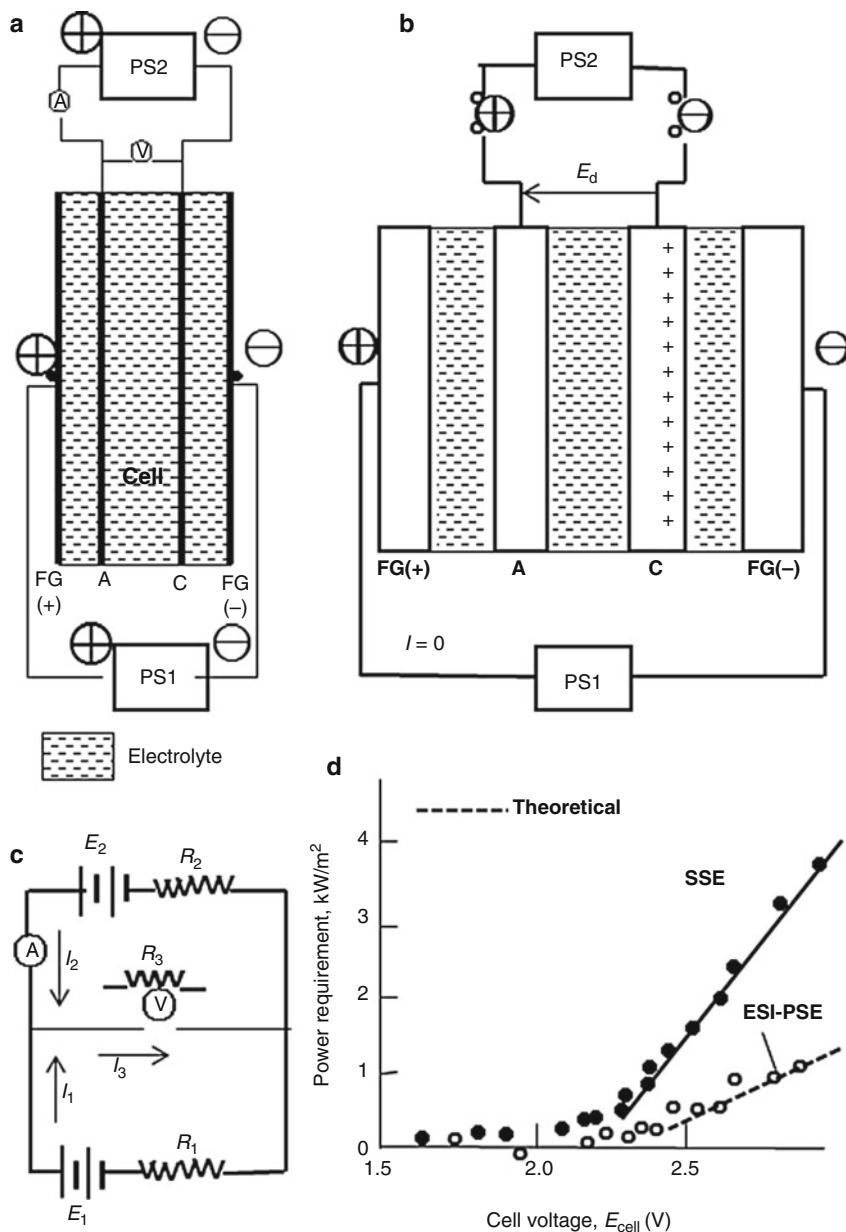 a
PS2
A
V
Cell
FG
(+)
A
C
FG
(–)
PS1
Electrolyte
b
PS2
E_d
+
+
+
+
+
+
+
+
+
+
+
+
FG(+)
A
C
FG(–)
I = 0
PS1
c
E_2
R_2
A
I_2
R_3
V
I_1
I_3
R_1
E_1
d
Theoretical
SSE
ESI-PSE
Power requirement, kW/m²
4
3
2
1
0
1.5
2.0
2.5
Cell voltage, E_cell (V)